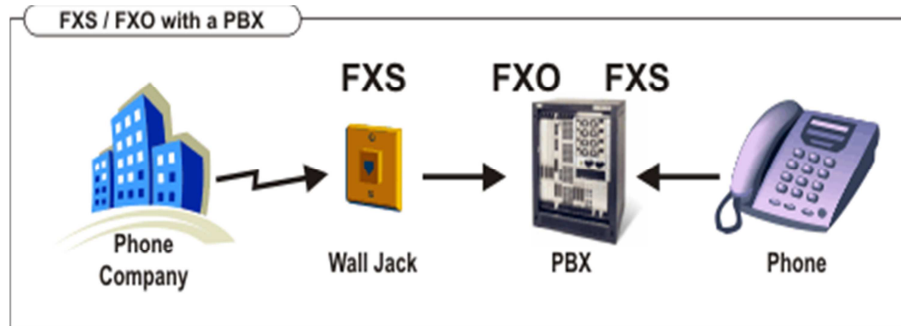 FXS / FXO with a PBX
FXS
FXO
FXS
Phone
Company
Wall Jack
PBX
Phone